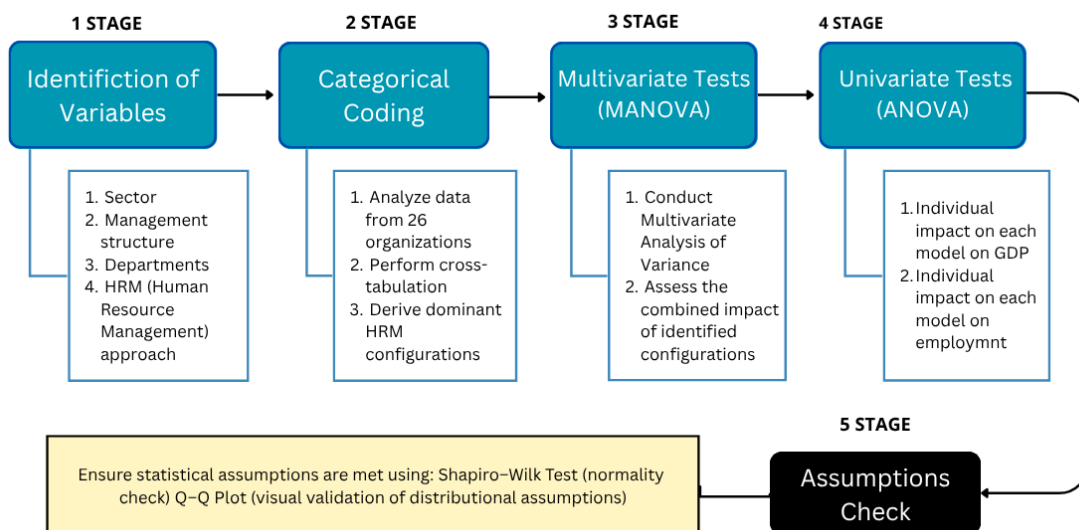 1 STAGE
Identifiction of
Variables
1. Sector
2. Management
structure
3. Departments
4. HRM (Human
Resource
Management)
approach
2 STAGE
Categorical
Coding
1. Analyze data
from 26
organizations
2. Perform cross-
tabulation
3. Derive dominant
HRM
configurations
3 STAGE
Multivariate Tests
(MANOVA)
1. Conduct
Multivariate
Analysis of
Variance
2. Assess the
combined impact
of identified
configurations
4 STAGE
Univariate Tests
(ANOVA)
1. Individual
impact on each
model on GDP
2. Individual
impact on each
model on
employmnt
5 STAGE
Assumptions
Check
Ensure statistical assumptions are met using: Shapiro–Wilk Test (normality
check) Q–Q Plot (visual validation of distributional assumptions)